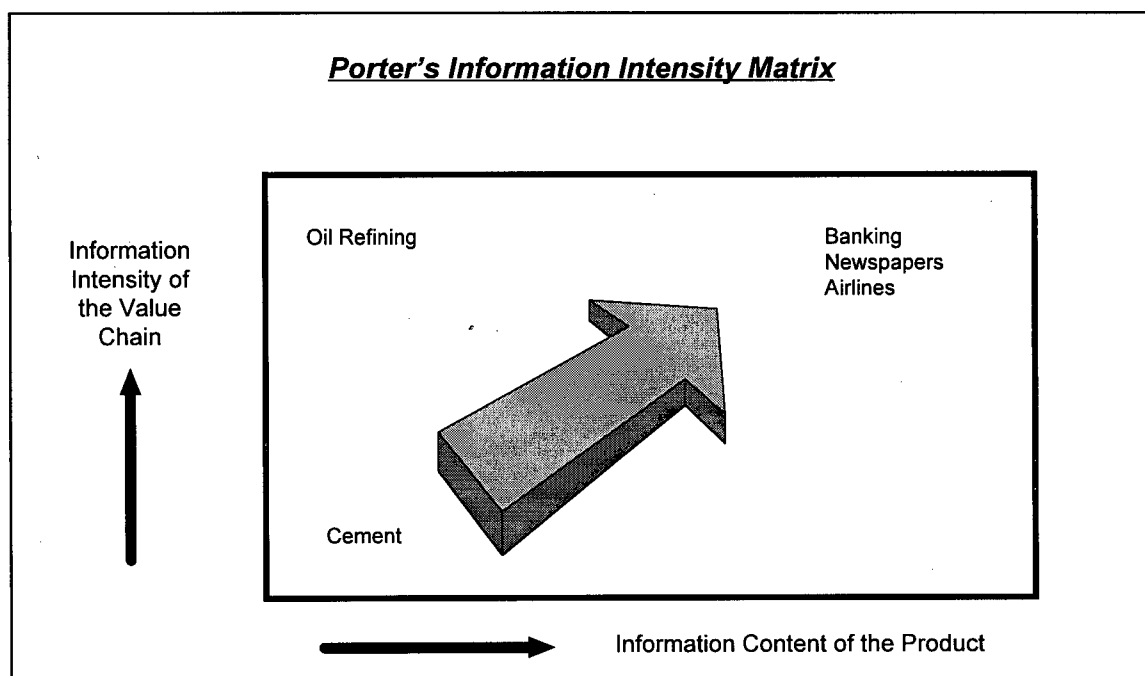 Porter's Information Intensity Matrix
Information
Intensity of
the Value
Chain
Oil Refining
Banking
Newspapers
Airlines
Cement
Information Content of the Product